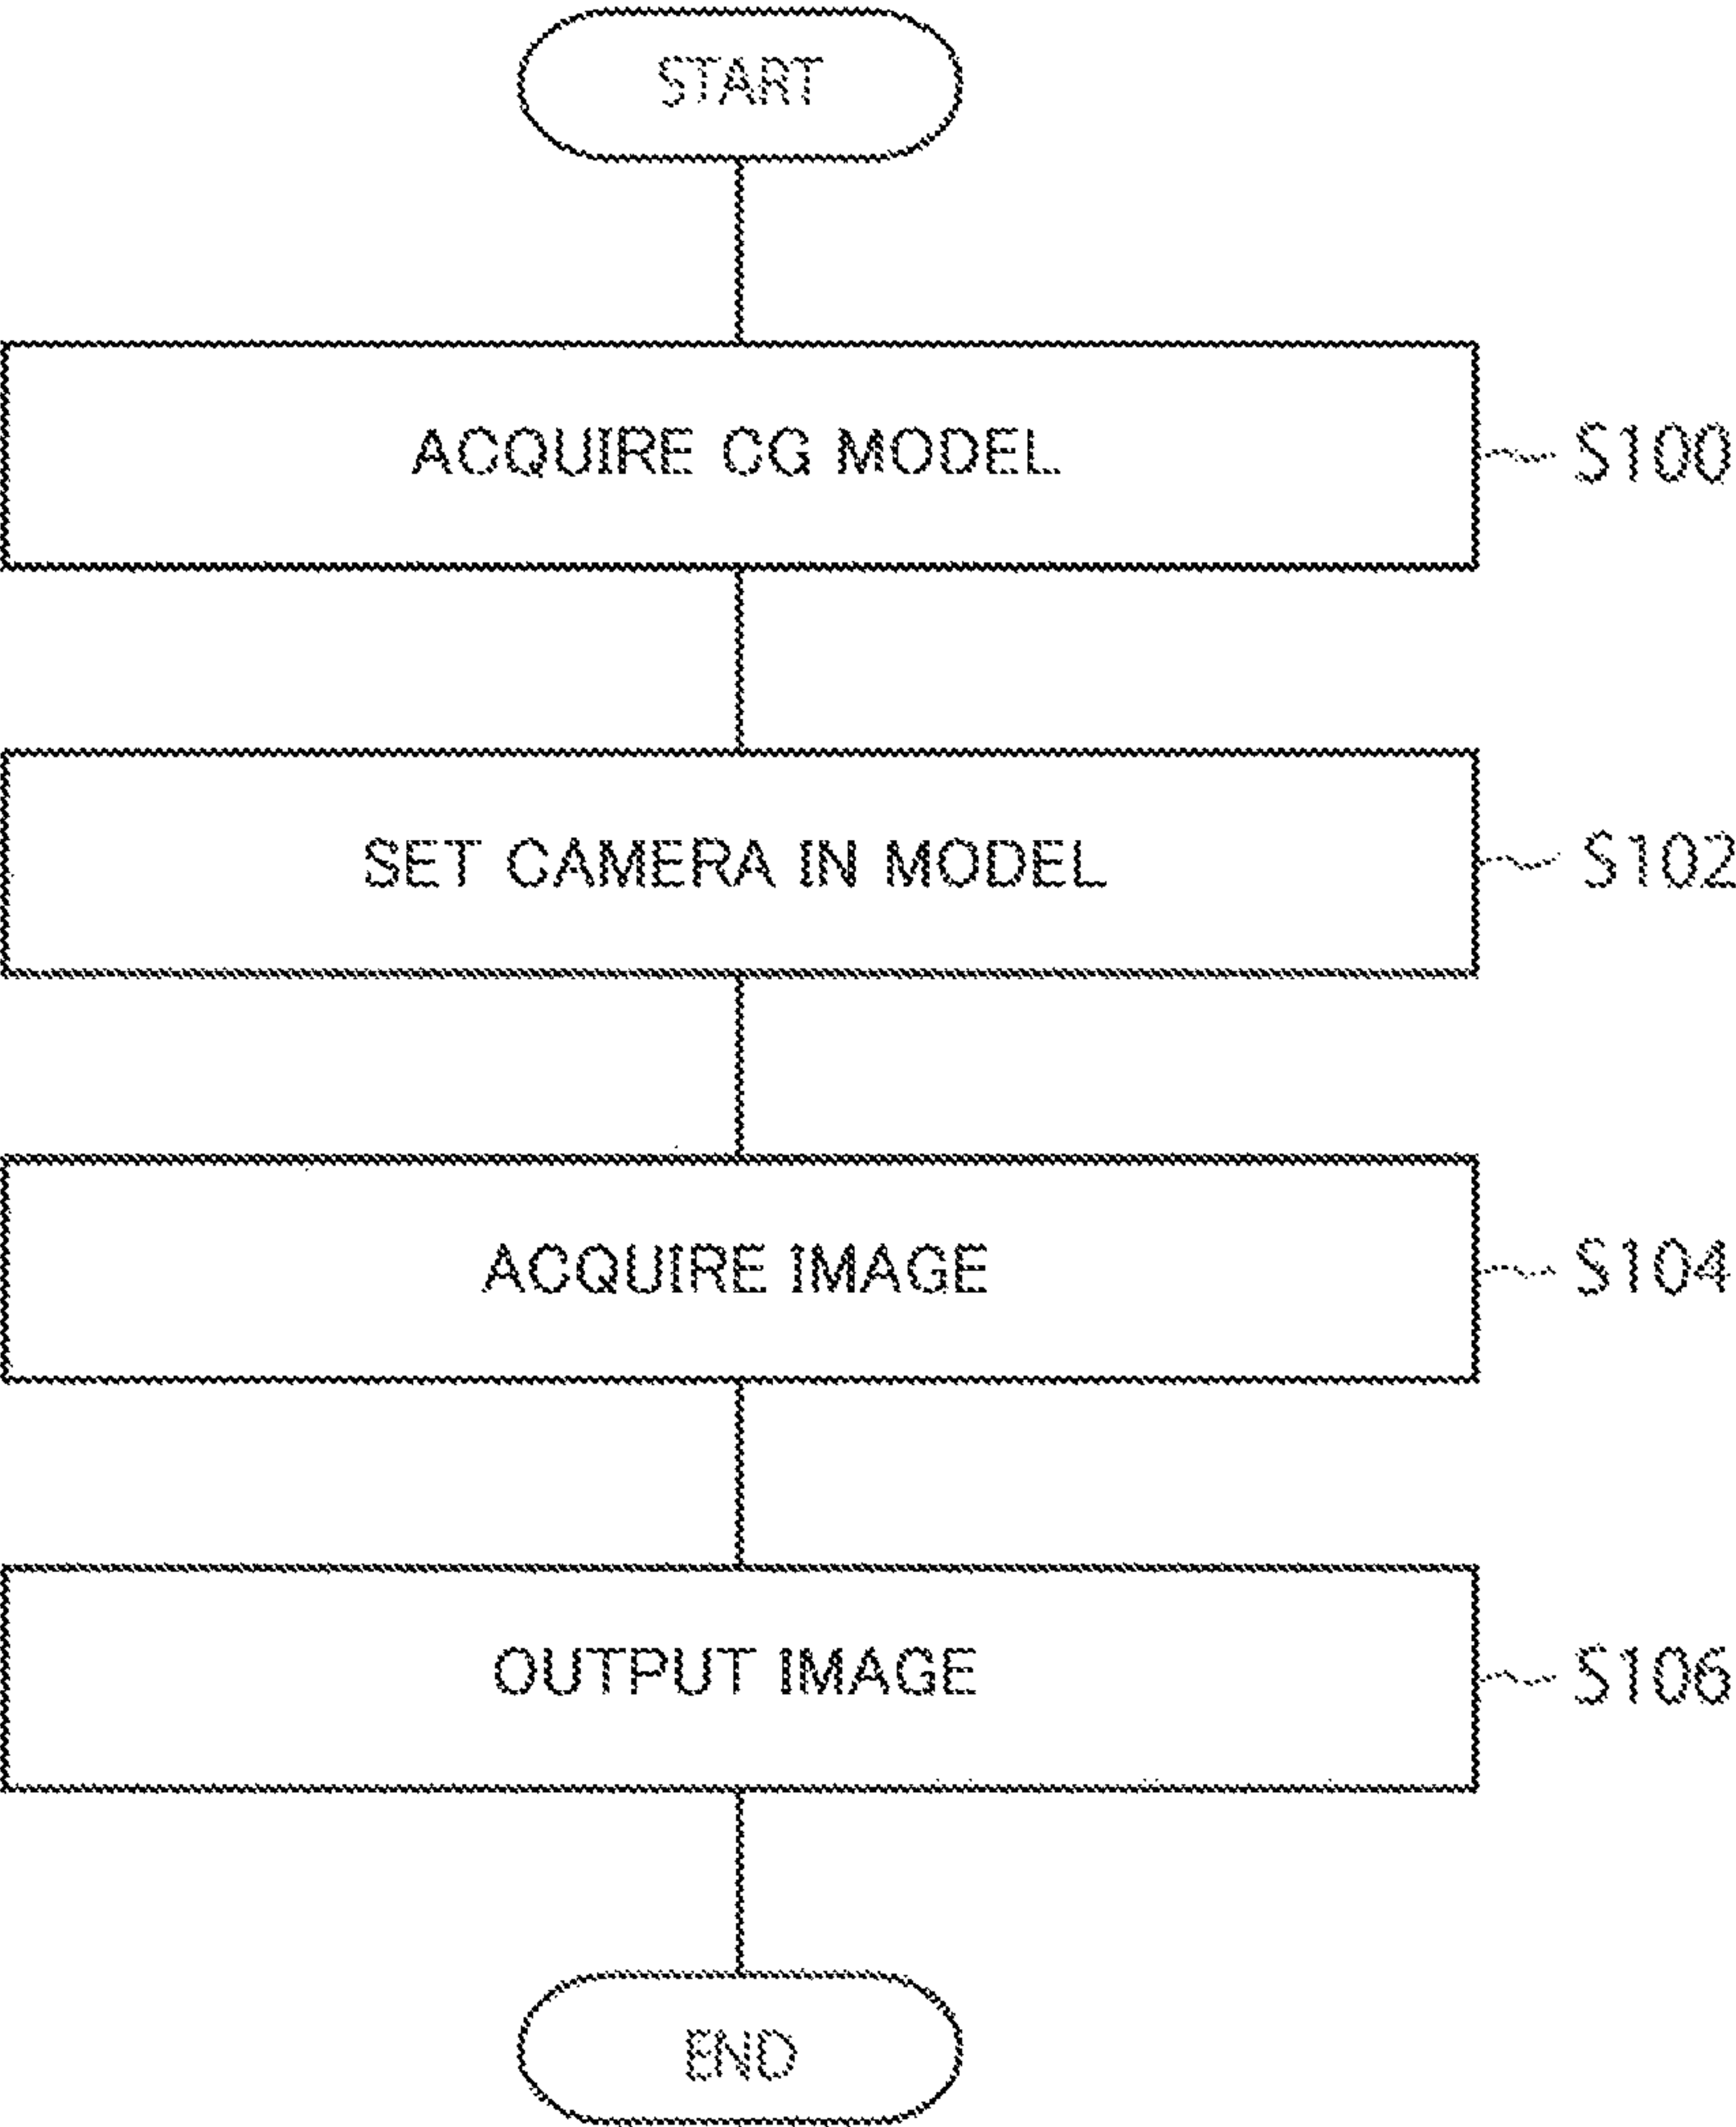 START
ACQUIRE CG MODEL
S100
SET CAMERA IN MODEL
S102
ACQUIRE IMAGE
S104
OUTPUT IMAGE
S106
END